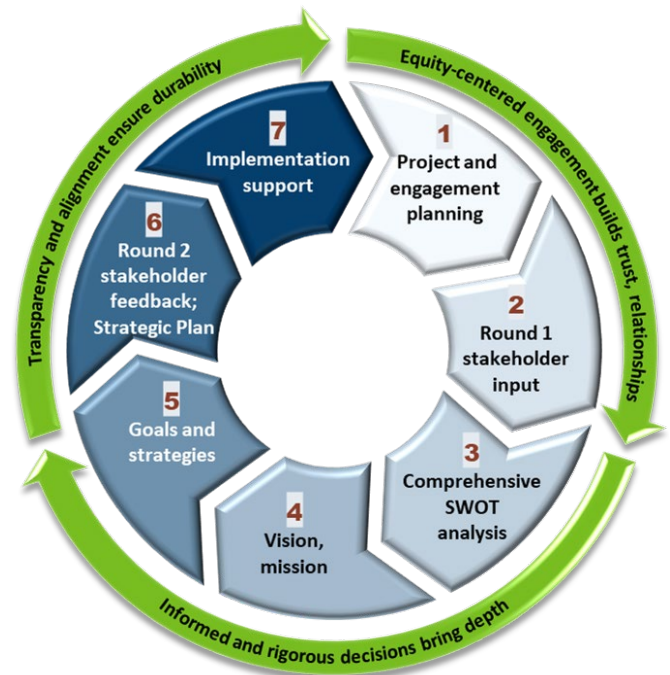 Equity-centered engagement builds trust, relationships
Informed and rigorous decisions bring depth
Transparency and alignment ensure durability
1
Project and
engagement
planning
2
Round 1
stakeholder
input
3
Comprehensive
SWOT
analysis
4
Vision,
mission
5
Goals and
strategies
6
Round 2
stakeholder
feedback;
Strategic Plan
7
Implementation
support